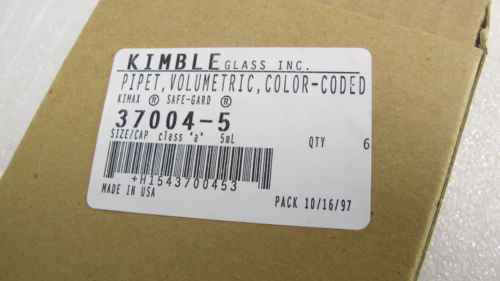 KIMBLE GLASS INC.
PIPET, VOLUMETRIC, COLOR-CODED
KIMAX ® SAFE-GARD ®
37004-5 QTY 6
SIZE/CAP class "a" 5mL
+H1543700453
MADE IN USA PACK 10/16/97